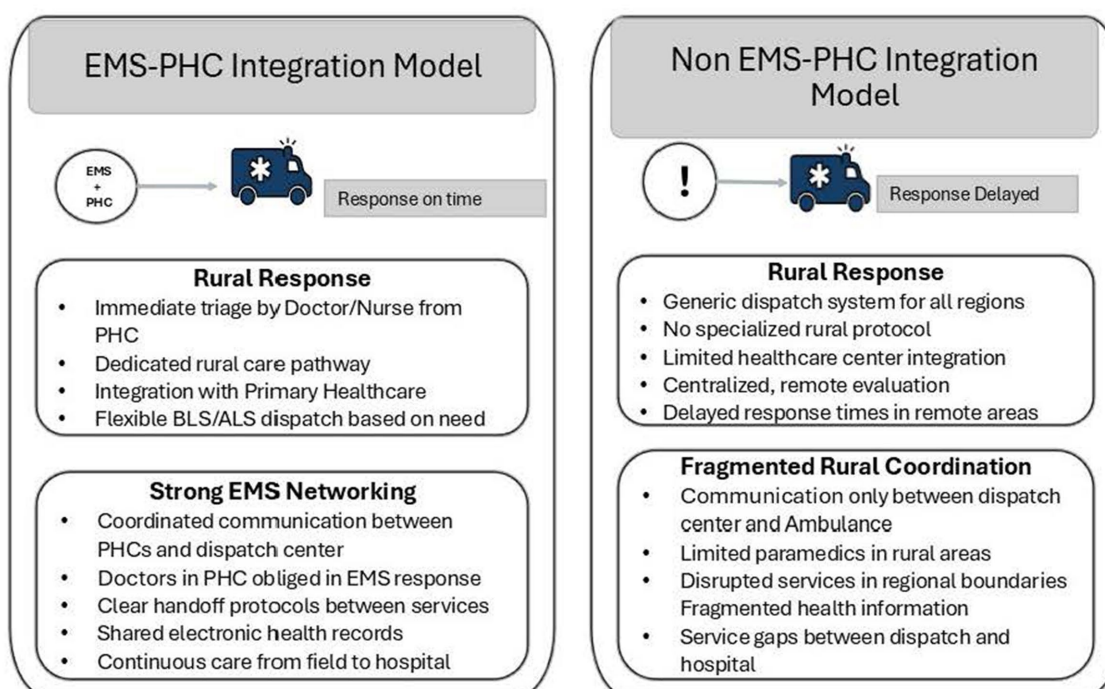 EMS-PHC Integration Model
EMS
+
PHC
Response on time
Rural Response
• Immediate triage by Doctor/Nurse from
PHC
• Dedicated rural care pathway
• Integration with Primary Healthcare
• Flexible BLS/ALS dispatch based on need
Strong EMS Networking
• Coordinated communication between
PHCs and dispatch center
• Doctors in PHC obliged in EMS response
• Clear handoff protocols between services
• Shared electronic health records
• Continuous care from field to hospital
Non EMS-PHC Integration
Model
!
Response Delayed
Rural Response
• Generic dispatch system for all regions
• No specialized rural protocol
• Limited healthcare center integration
• Centralized, remote evaluation
• Delayed response times in remote areas
Fragmented Rural Coordination
• Communication only between dispatch
center and Ambulance
• Limited paramedics in rural areas
• Disrupted services in regional boundaries
Fragmented health information
• Service gaps between dispatch and
hospital